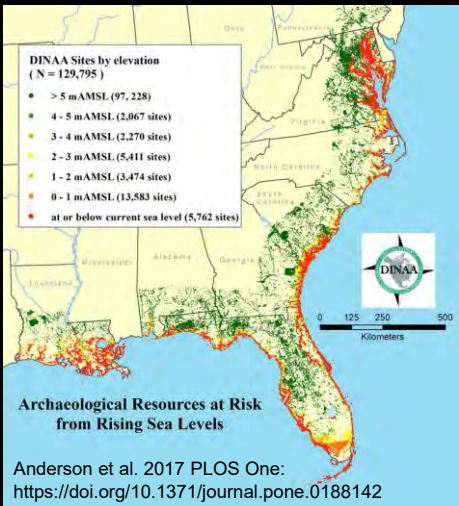 Ohio
Pennsylvania
DINAA Sites by elevation
( N = 129,795 )
> 5 mAMSL (97, 228)
4 - 5 mAMSL (2,067 sites)
3 - 4 mAMSL (2,270 sites)
2 - 3 mAMSL (5,411 sites)
1 - 2 mAMSL (3,474 sites)
0 - 1 mAMSL (13,583 sites)
at or below current sea level (5,762 sites)
West Virginia
Virginia
North Carolina
South
Carolina
Mississippi
Alabama
Georgia
Louisiana
DINAA
0 125 250 500
Kilometers
Archaeological Resources at Risk
from Rising Sea Levels
Anderson et al. 2017 PLOS One:
https://doi.org/10.1371/journal.pone.0188142